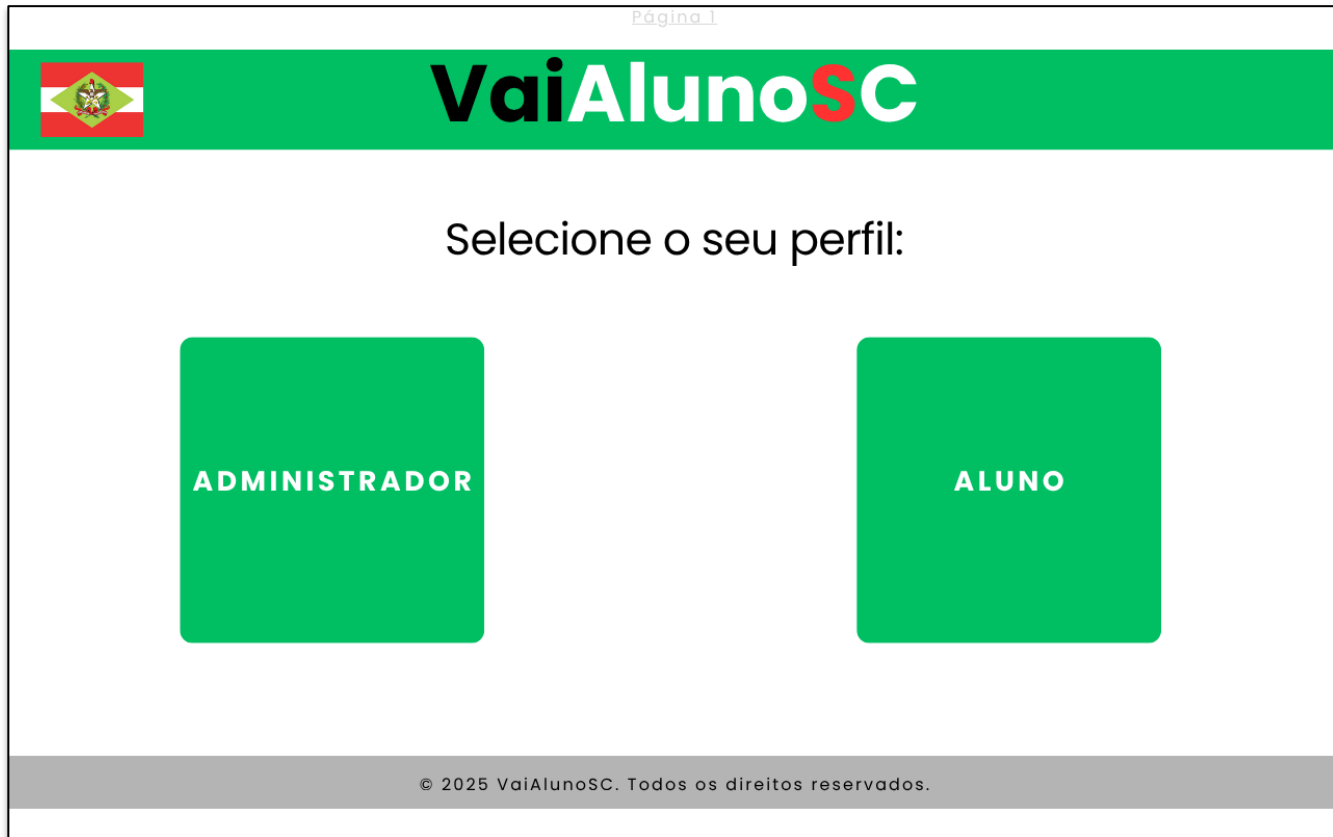 Página 1
VaiAlunoSC
Selecione o seu perfil:
ADMINISTRADOR
ALUNO
© 2025 VaiAlunoSC. Todos os direitos reservados.